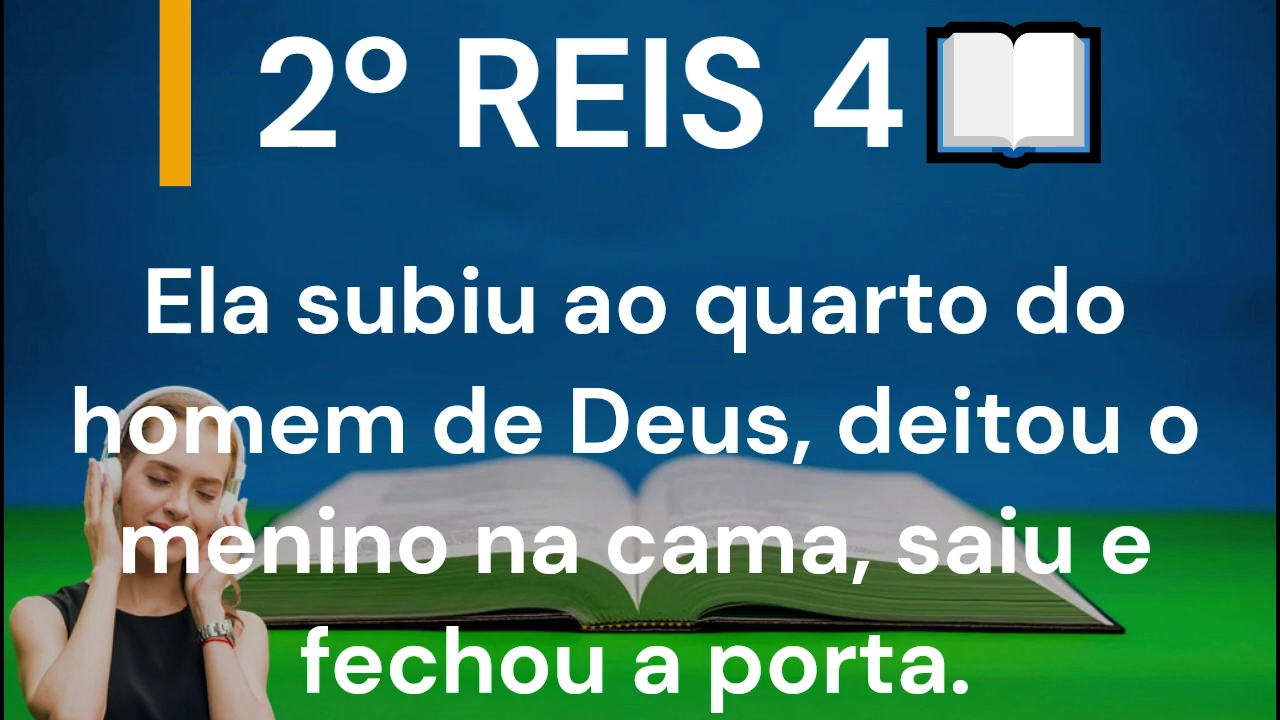 2º REIS 4
Ela subiu ao quarto do
homem de Deus, deitou o
menino na cama, saiu e
fechou a porta.